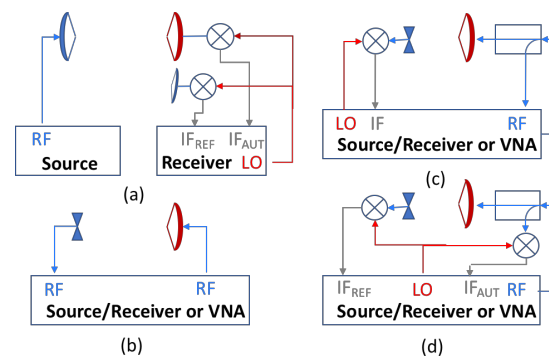 RF
Source
IF_REF IF_AUT
Receiver LO
(a)
LO IF RF
Source/Receiver or VNA
(c)
RF RF
Source/Receiver or VNA
(b)
IF_REF LO IF_AUT RF
Source/Receiver or VNA
(d)